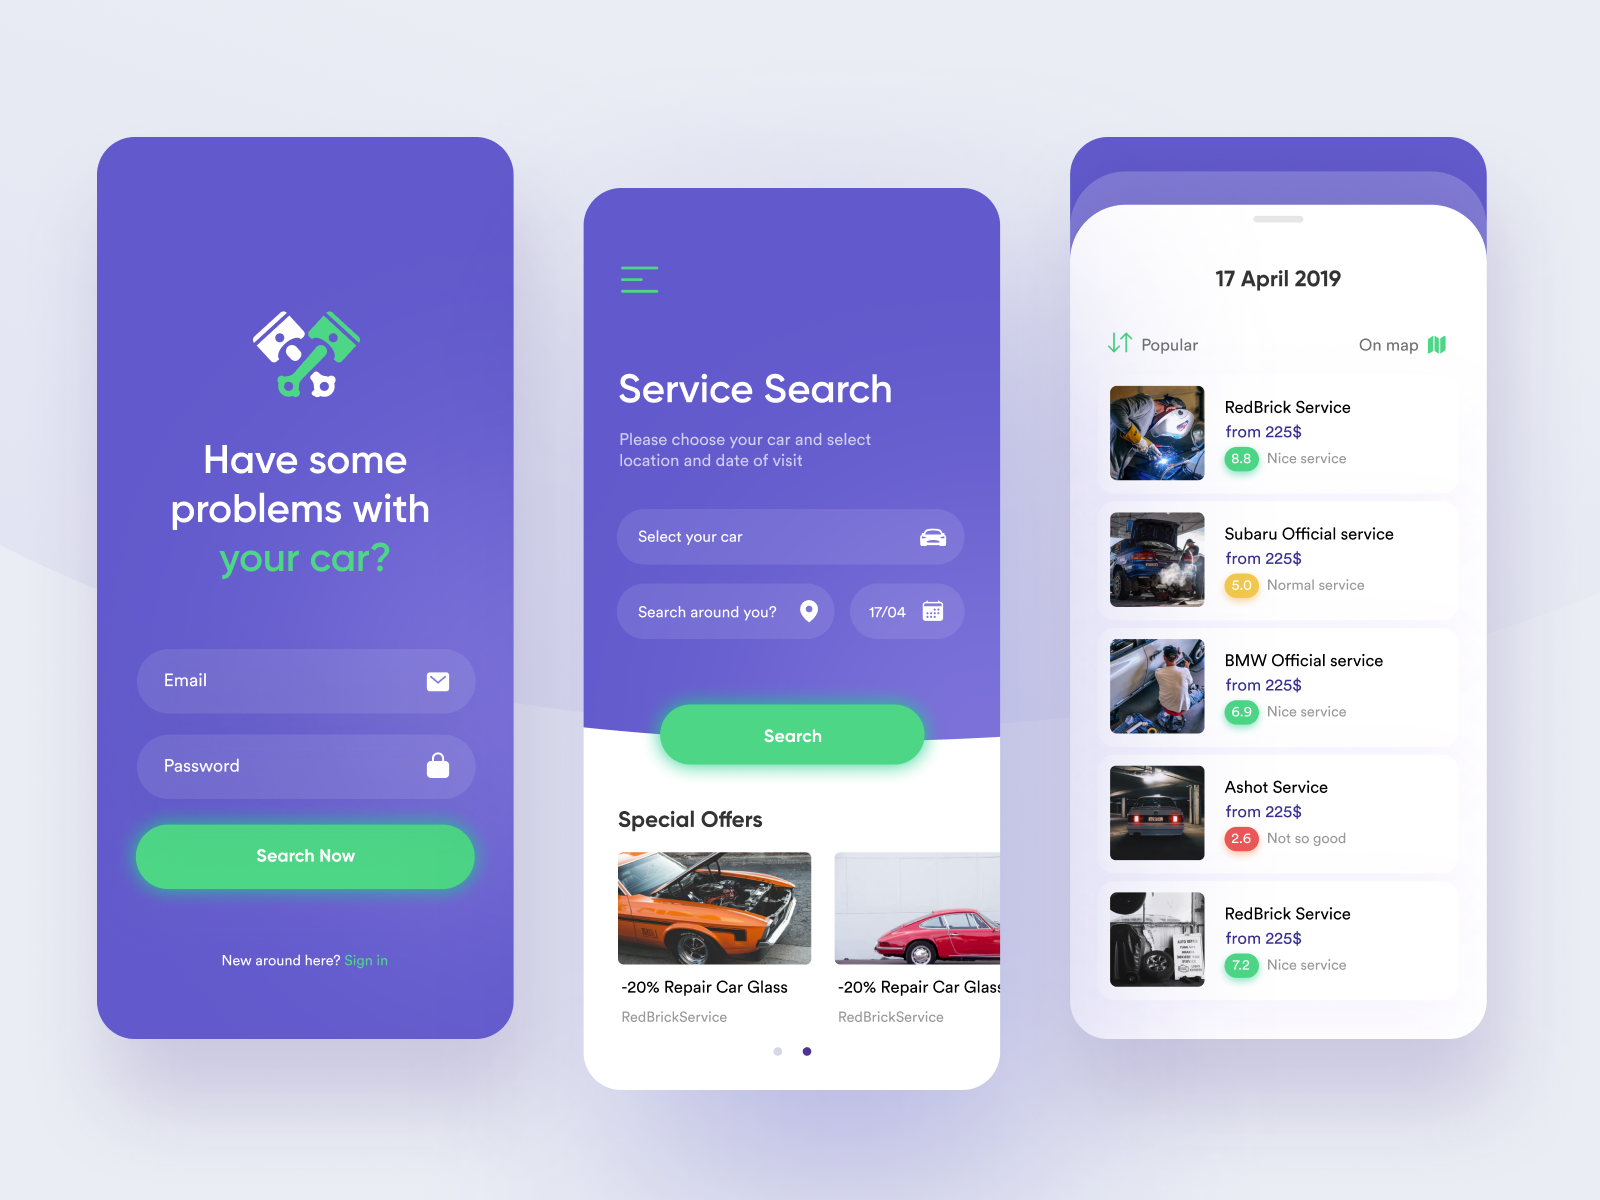 Have some
problems with
your car?
Email
Password
Search Now
New around here? Sign in
Service Search
Please choose your car and select
location and date of visit
Select your car
Search around you?
17/04
Search
Special Offers
-20% Repair Car Glass
RedBrickService
-20% Repair Car Glass
RedBrickService
17 April 2019
Popular
On map
RedBrick Service
from 225$
8.8 Nice service
Subaru Official service
from 225$
5.0 Normal service
BMW Official service
from 225$
6.9 Nice service
Ashot Service
from 225$
2.6 Not so good
RedBrick Service
from 225$
7.2 Nice service